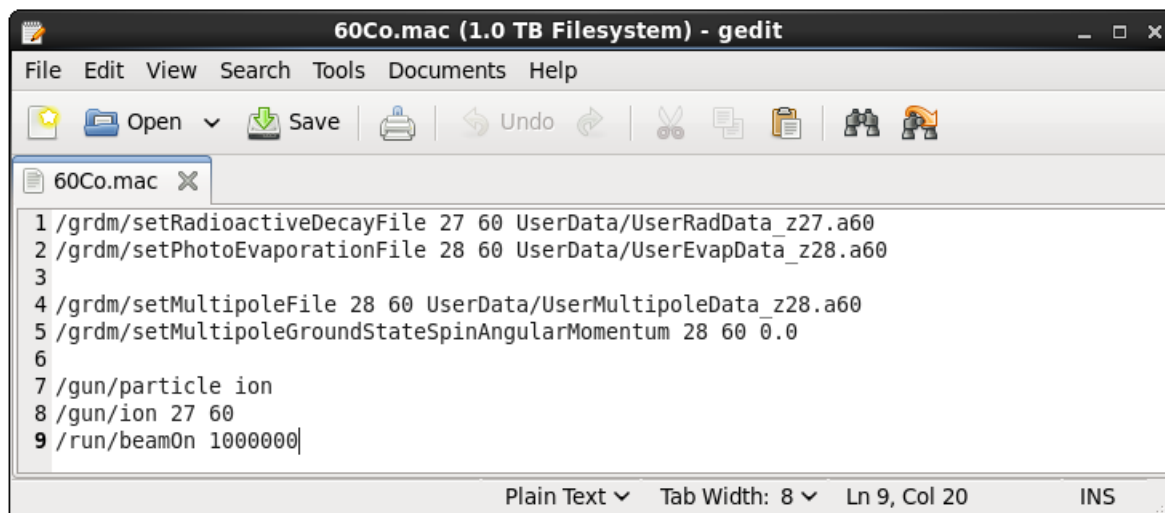 60Co.mac (1.0 TB Filesystem) - gedit
File Edit View Search Tools Documents Help
Open Save Undo
60Co.mac
1 /grdm/setRadioactiveDecayFile 27 60 UserData/UserRadData_z27.a60
2 /grdm/setPhotoEvaporationFile 28 60 UserData/UserEvapData_z28.a60
3
4 /grdm/setMultipoleFile 28 60 UserData/UserMultipoleData_z28.a60
5 /grdm/setMultipoleGroundStateSpinAngularMomentum 28 60 0.0
6
7 /gun/particle ion
8 /gun/ion 27 60
9 /run/beamOn 1000000
Plain Text Tab Width: 8 Ln 9, Col 20 INS